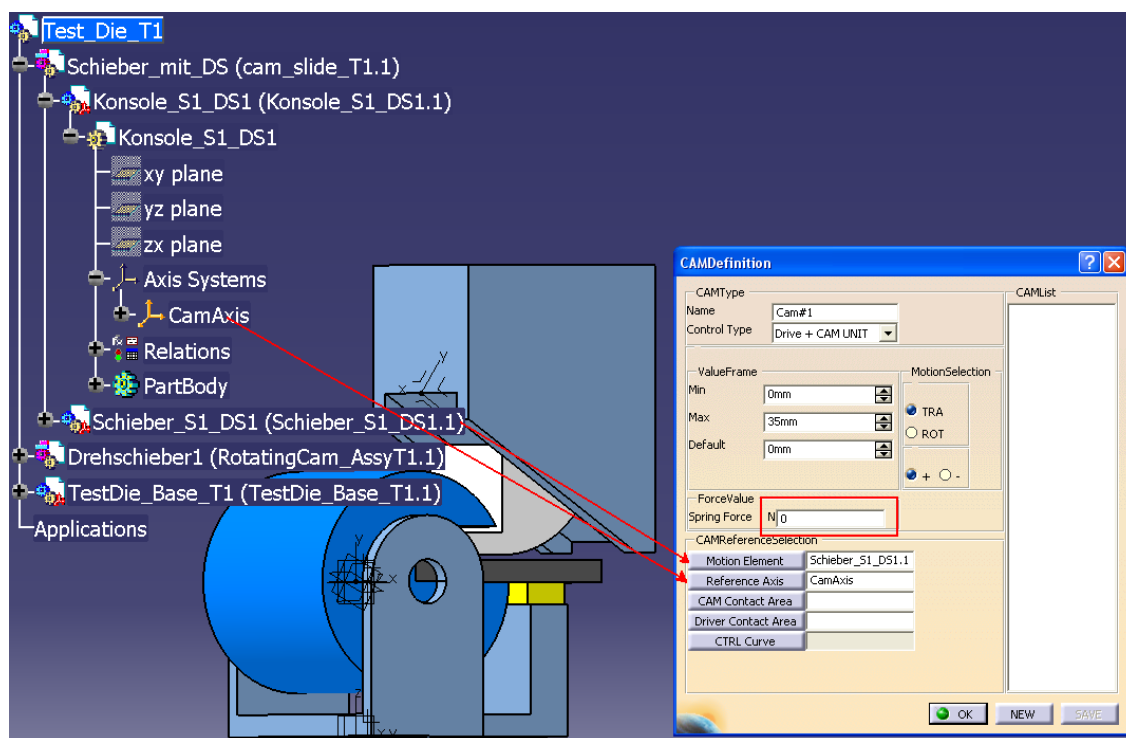 Test_Die_T1
Schieber_mit_DS (cam_slide_T1.1)
Konsole_S1_DS1 (Konsole_S1_DS1.1)
Konsole_S1_DS1
xy plane
yz plane
zx plane
Axis Systems
CamAxis
Relations
PartBody
Schieber_S1_DS1 (Schieber_S1_DS1.1)
Drehschieber1 (RotatingCam_AssyT1.1)
TestDie_Base_T1 (TestDie_Base_T1.1)
Applications
y
x
y
x
z
x y
CAMDefinition
CAMType
CAMList
Name Cam#1
Control Type Drive + CAM UNIT
ValueFrame
MotionSelection
Min 0mm
TRA
Max 35mm
ROT
Default 0mm
+ -
ForceValue
Spring Force N 0
CAMReferenceSelection
Motion Element Schieber_S1_DS1.1
Reference Axis CamAxis
CAM Contact Area
Driver Contact Area
CTRL Curve
OK NEW SAVE